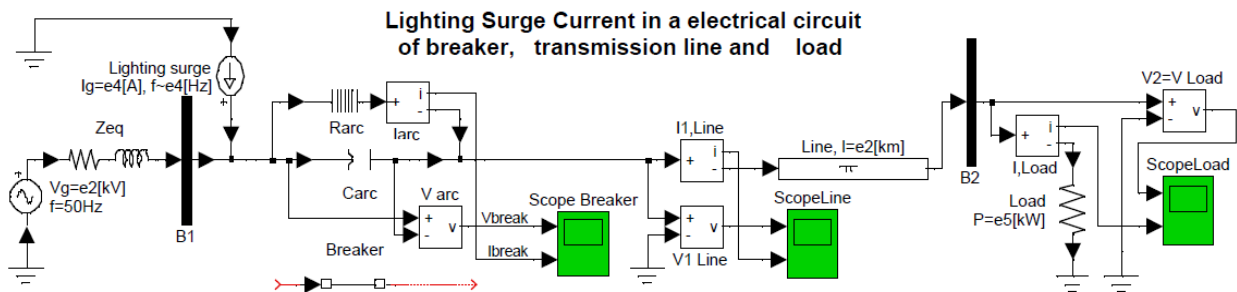 Lighting Surge Current in a electrical circuit
of breaker, transmission line and load
Lighting surge
Ig=e4[A], f~e4[Hz]
Zeq
Vg=e2[kV]
f=50Hz
B1
Rarc
+
i
-
Iarc
Carc
V arc
+
-
v
Breaker
Vbreak
Ibreak
Scope Breaker
I1,Line
+
i
-
+
-
v
V1 Line
Line, l=e2[km]
ScopeLine
B2
V2=V Load
+
-
v
+
i
-
I,Load
Load
P=e5[kW]
ScopeLoad